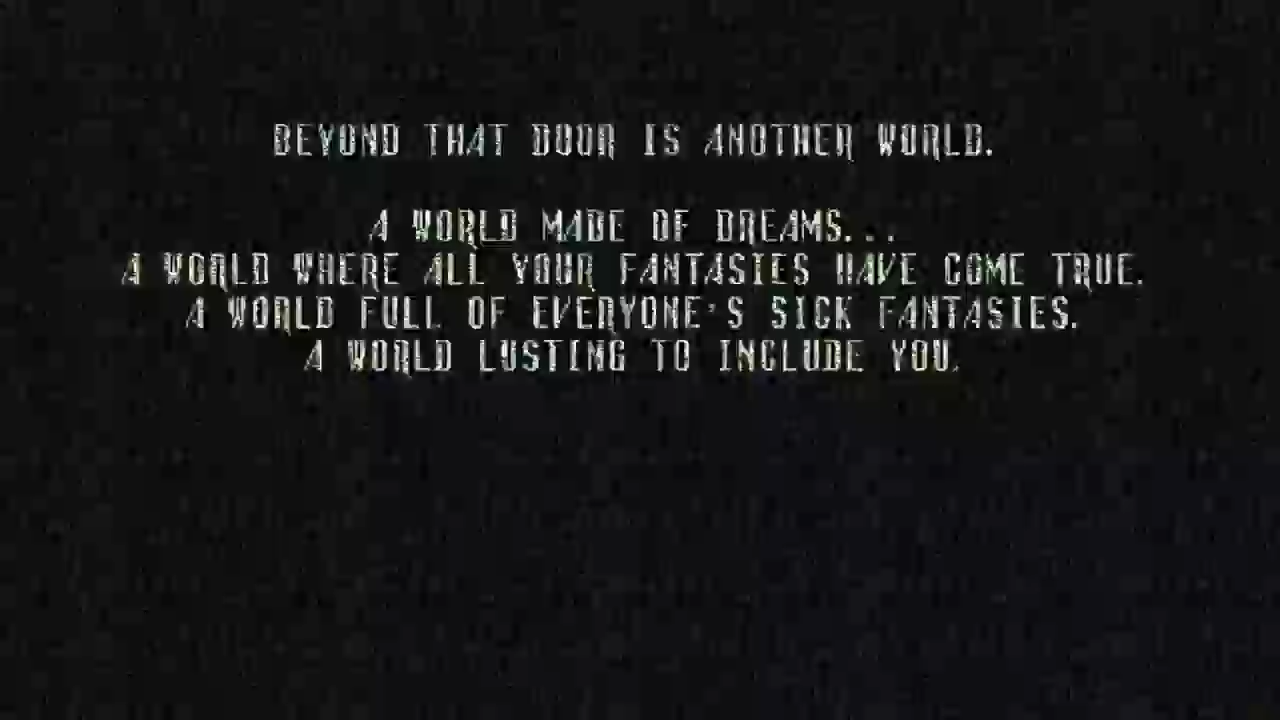 BEYOND THAT DOOR IS ANOTHER WORLD.
A WORLD MADE OF DREAMS...
A WORLD WHERE ALL YOUR FANTASIES HAVE COME TRUE.
A WORLD FULL OF EVERYONE'S SICK FANTASIES.
A WORLD LUSTING TO INCLUDE YOU.